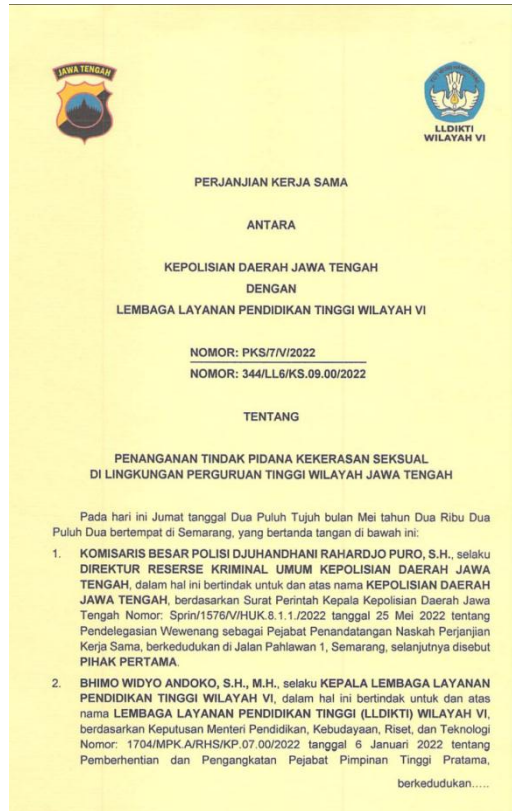 JAWA TENGAH
LLDIKTI
WILAYAH VI
PERJANJIAN KERJA SAMA
ANTARA
KEPOLISIAN DAERAH JAWA TENGAH
DENGAN
LEMBAGA LAYANAN PENDIDIKAN TINGGI WILAYAH VI
NOMOR: PKS/7/V/2022
NOMOR: 344/LL6/KS.09.00/2022
TENTANG
PENANGANAN TINDAK PIDANA KEKERASAN SEKSUAL
DI LINGKUNGAN PERGURUAN TINGGI WILAYAH JAWA TENGAH
Pada hari ini Jumat tanggal Dua Puluh Tujuh bulan Mei tahun Dua Ribu Dua
Puluh Dua bertempat di Semarang, yang bertanda tangan di bawah ini:
1. KOMISARIS BESAR POLISI DJUHANDHANI RAHARDJO PURO, S.H., selaku
DIREKTUR RESERSE KRIMINAL UMUM KEPOLISIAN DAERAH JAWA
TENGAH, dalam hal ini bertindak untuk dan atas nama KEPOLISIAN DAERAH
JAWA TENGAH, berdasarkan Surat Perintah Kepala Kepolisian Daerah Jawa
Tengah Nomor: Sprin/1576/V/HUK.8.1.1./2022 tanggal 25 Mei 2022 tentang
Pendelegasian Wewenang sebagai Pejabat Penandatangan Naskah Perjanjian
Kerja Sama, berkedudukan di Jalan Pahlawan 1, Semarang, selanjutnya disebut
PIHAK PERTAMA.
2. BHIMO WIDYO ANDOKO, S.H., M.H., selaku KEPALA LEMBAGA LAYANAN
PENDIDIKAN TINGGI WILAYAH VI, dalam hal ini bertindak untuk dan atas
nama LEMBAGA LAYANAN PENDIDIKAN TINGGI (LLDIKTI) WILAYAH VI,
berdasarkan Keputusan Menteri Pendidikan, Kebudayaan, Riset, dan Teknologi
Nomor: 1704/MPK.A/RHS/KP.07.00/2022 tanggal 6 Januari 2022 tentang
Pemberhentian dan Pengangkatan Pejabat Pimpinan Tinggi Pratama,
berkedudukan.....